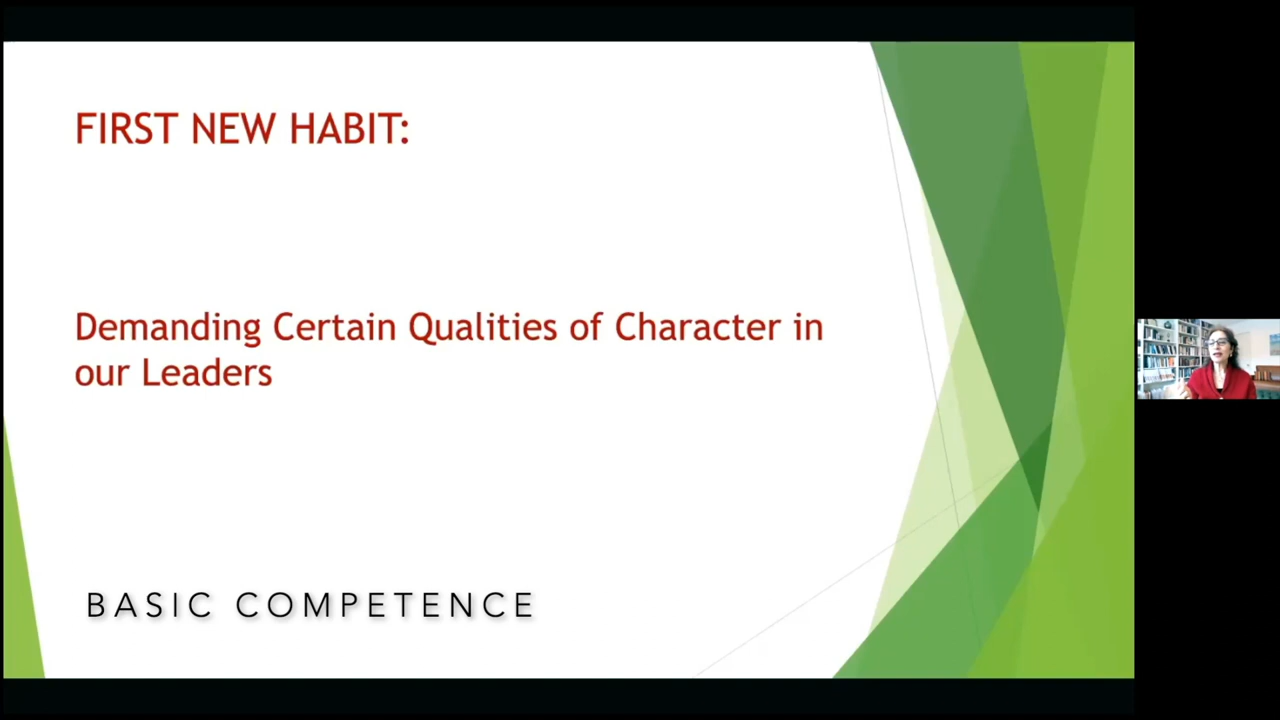 FIRST NEW HABIT:
Demanding Certain Qualities of Character in
our Leaders
BASIC COMPETENCE